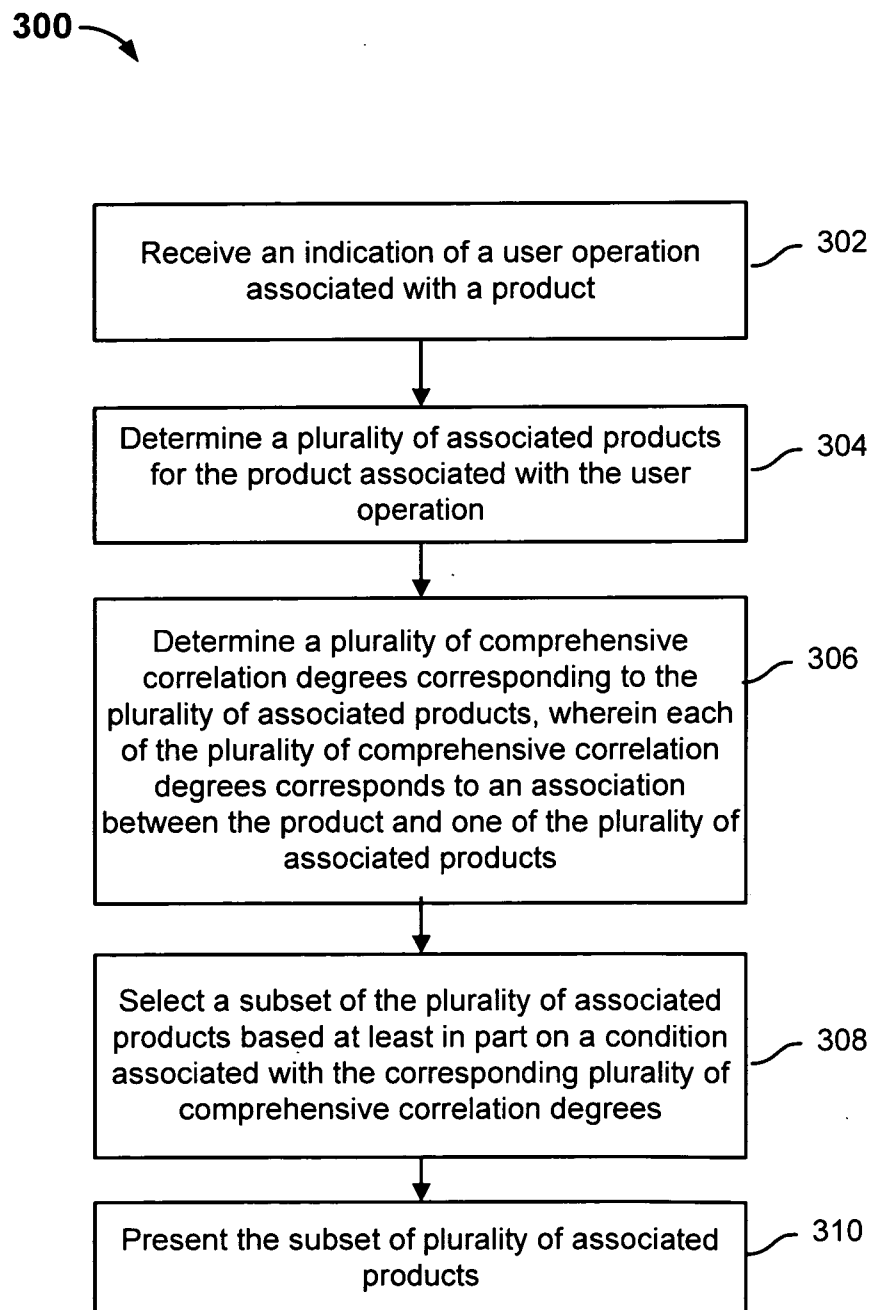 300
Receive an indication of a user operation
associated with a product
302
Determine a plurality of associated products
for the product associated with the user
operation
304
Determine a plurality of comprehensive
correlation degrees corresponding to the
plurality of associated products, wherein each
of the plurality of comprehensive correlation
degrees corresponds to an association
between the product and one of the plurality of
associated products
306
Select a subset of the plurality of associated
products based at least in part on a condition
associated with the corresponding plurality of
comprehensive correlation degrees
308
Present the subset of plurality of associated
products
310